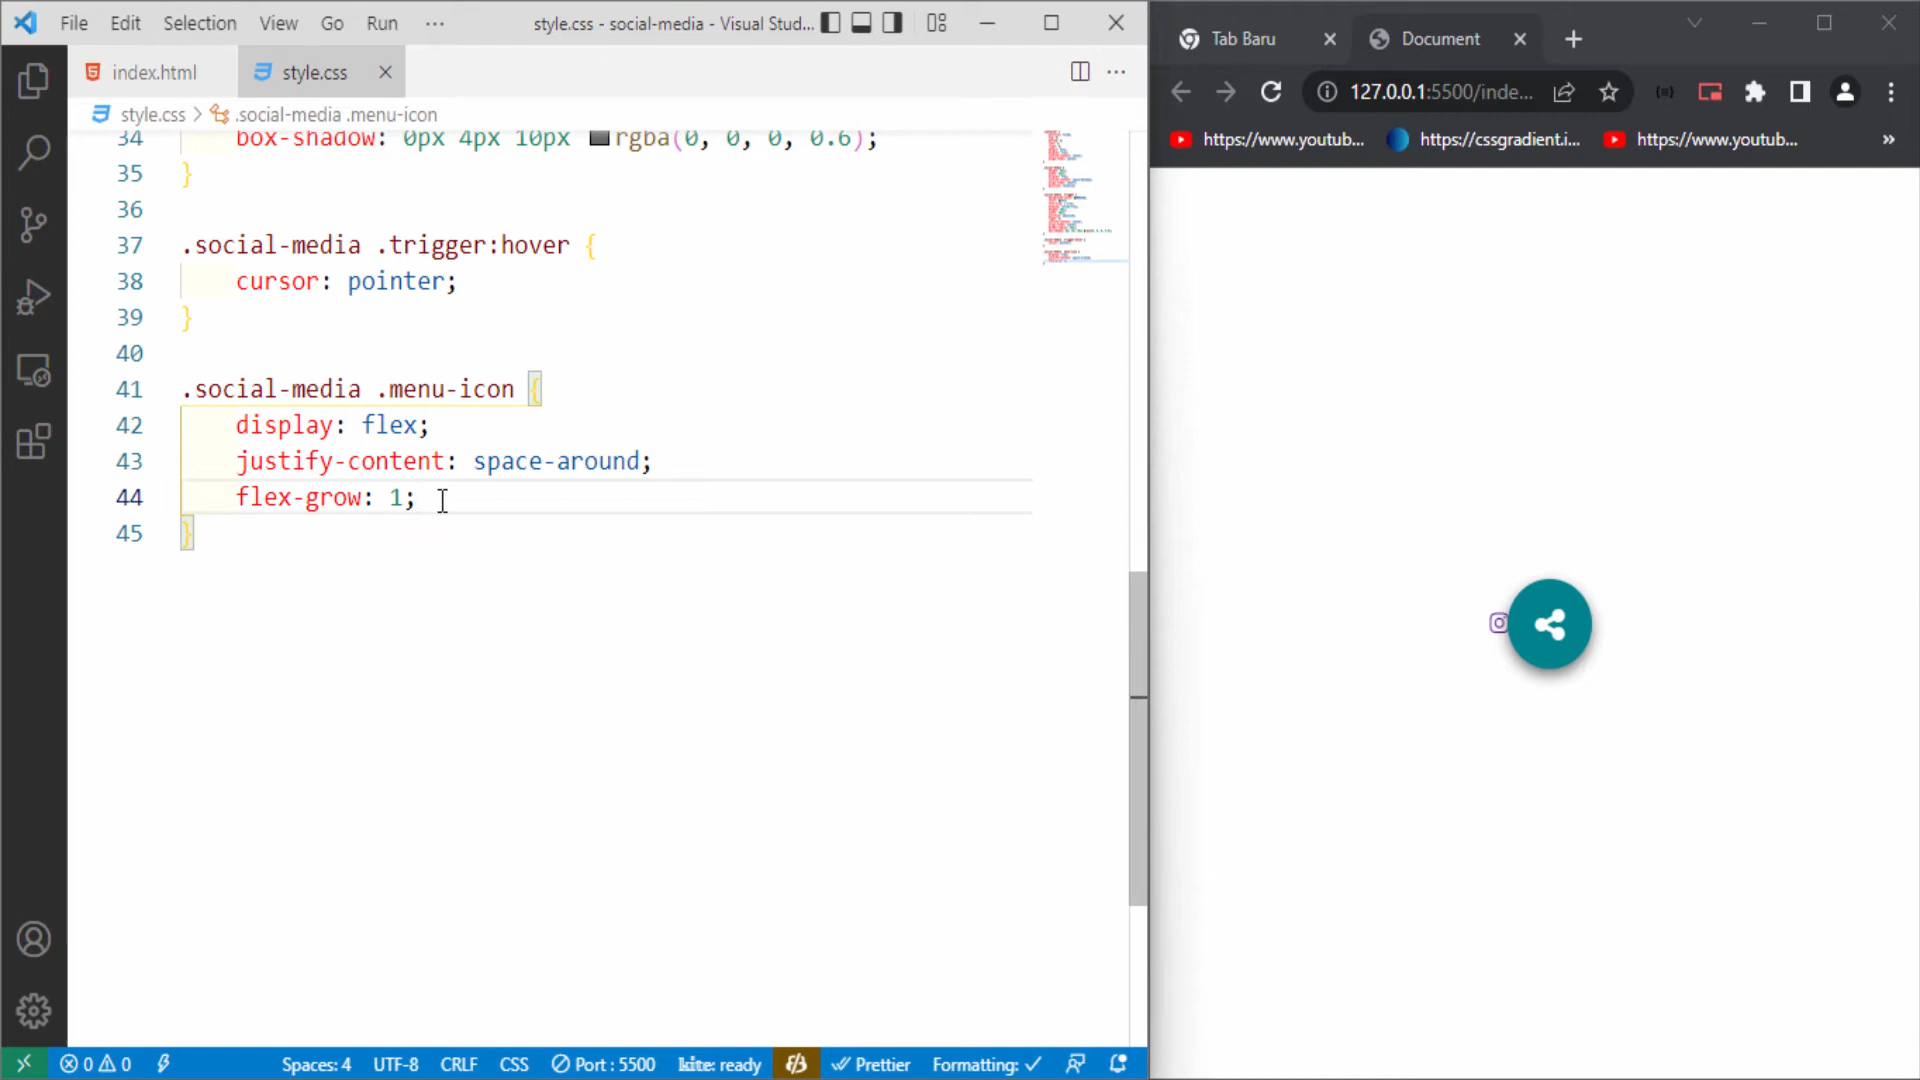 File Edit Selection View Go Run ··· style.css - social-media - Visual Stud...
index.html style.css
style.css > .social-media .menu-icon
34 box-shadow: 0px 4px 10px rgba(0, 0, 0, 0.6);
35 }
36
37 .social-media .trigger:hover {
38 cursor: pointer;
39 }
40
41 .social-media .menu-icon {
42 display: flex;
43 justify-content: space-around;
44 flex-grow: 1;
45 }
0 0 Spaces: 4 UTF-8 CRLF CSS Port : 5500 kite: ready Prettier Formatting:
Tab Baru Document
127.0.0.1:5500/inde...
https://www.youtub... https://cssgradient.i... https://www.youtub... »